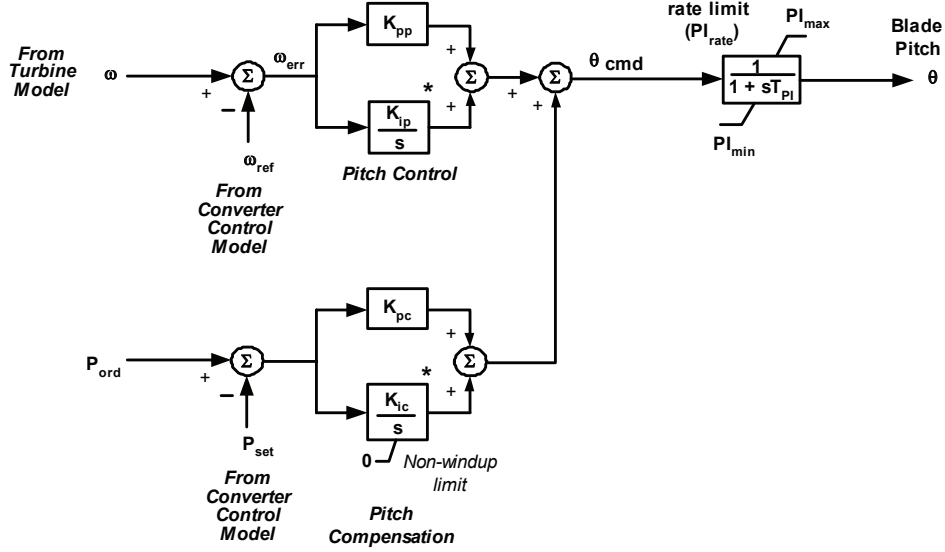 rate limit
(PI_rate)
PI_max
Blade
Pitch
K_pp
From
Turbine
Model
ω
+
Σ
ω_err
+
Σ
+
Σ
θ cmd
1
1 + sT_PI
θ
–
*
+
+
K_ip
s
PI_min
ω_ref
Pitch Control
From
Converter
Control
Model
K_pc
+
P_ord
+
Σ
Σ
–
*
+
K_ic
s
P_set
0
Non-windup
limit
From
Converter
Control
Model
Pitch
Compensation